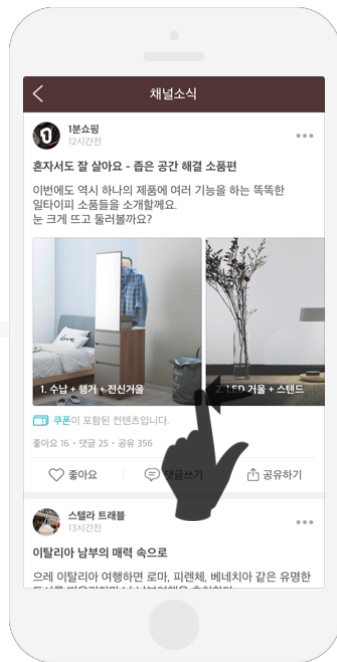 채널소식
1분쇼핑
12시간전
혼자서도 잘 살아요 - 좁은 공간 해결 소품편
이번에도 역시 하나의 제품에 여러 기능을 하는 똑똑한
일타이피 소품들을 소개할께요.
눈 크게 뜨고 둘러볼까요?
1. 수납 + 행거 + 전신거울
2. LED 거울 + 스탠드
쿠폰이 포함된 컨텐츠입니다.
좋아요 16 · 댓글 25 · 공유 356
좋아요
댓글쓰기
공유하기
스텔라 트래블
13시간전
이탈리아 남부의 매력 속으로
으레 이탈리아 여행하면 로마, 피렌체, 베네치아 같은 유명한